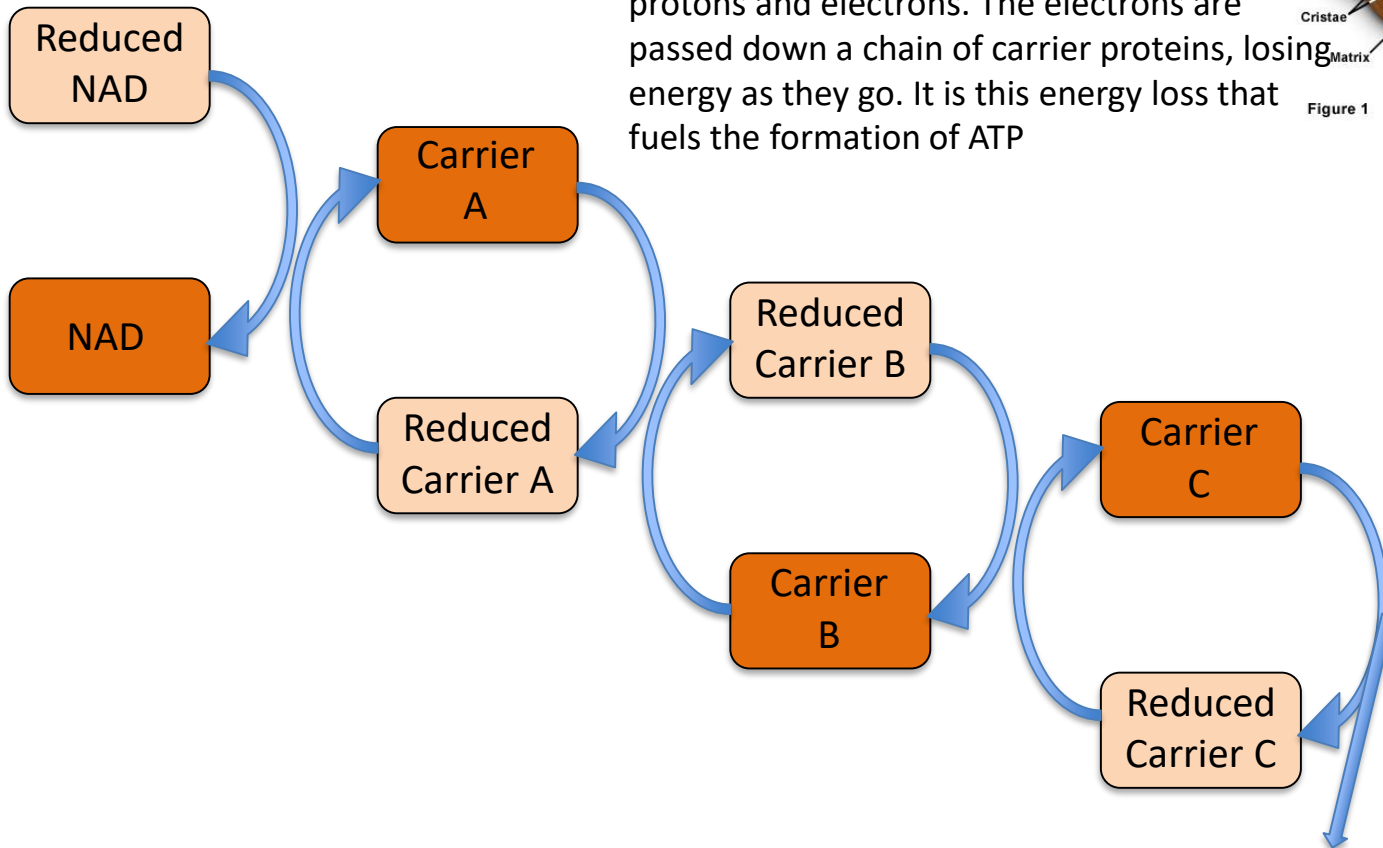 protons and electrons. The electrons are
passed down a chain of carrier proteins, losing
energy as they go. It is this energy loss that
fuels the formation of ATP
Cristae
Matrix
Figure 1
Reduced
NAD
NAD
Carrier
A
Reduced
Carrier A
Reduced
Carrier B
Carrier
B
Carrier
C
Reduced
Carrier C